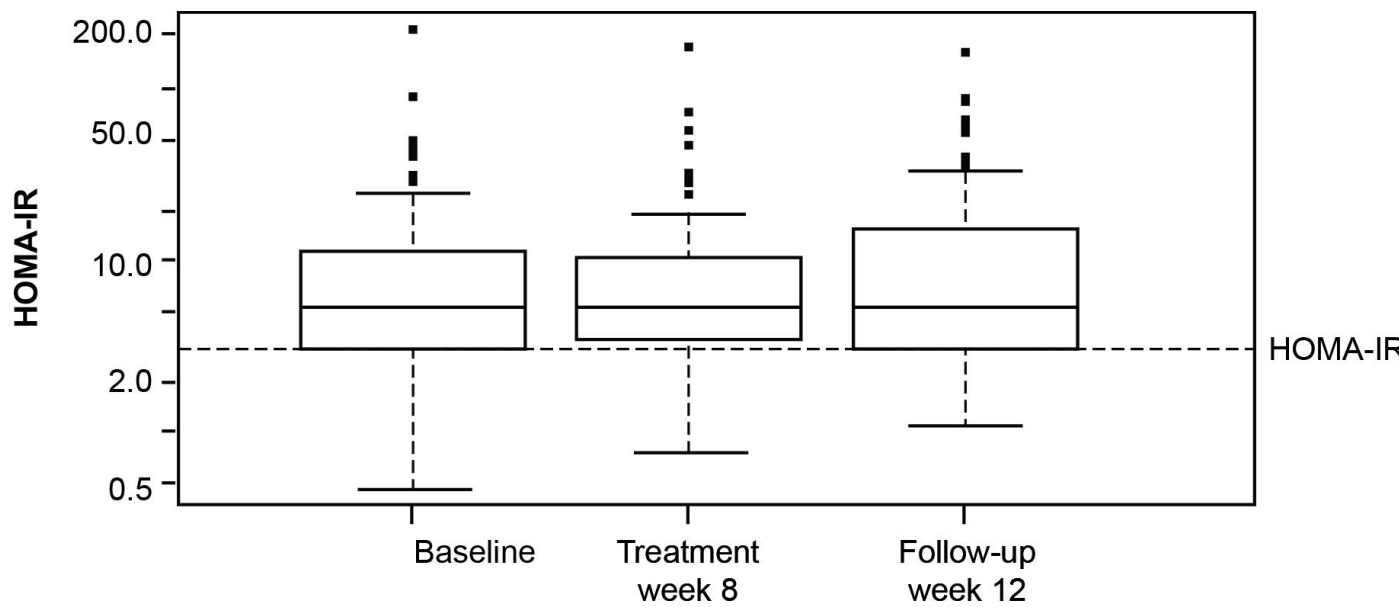 HOMA-IR
200.0
50.0
10.0
2.0
0.5
HOMA-IR
Baseline
Treatment
week 8
Follow-up
week 12